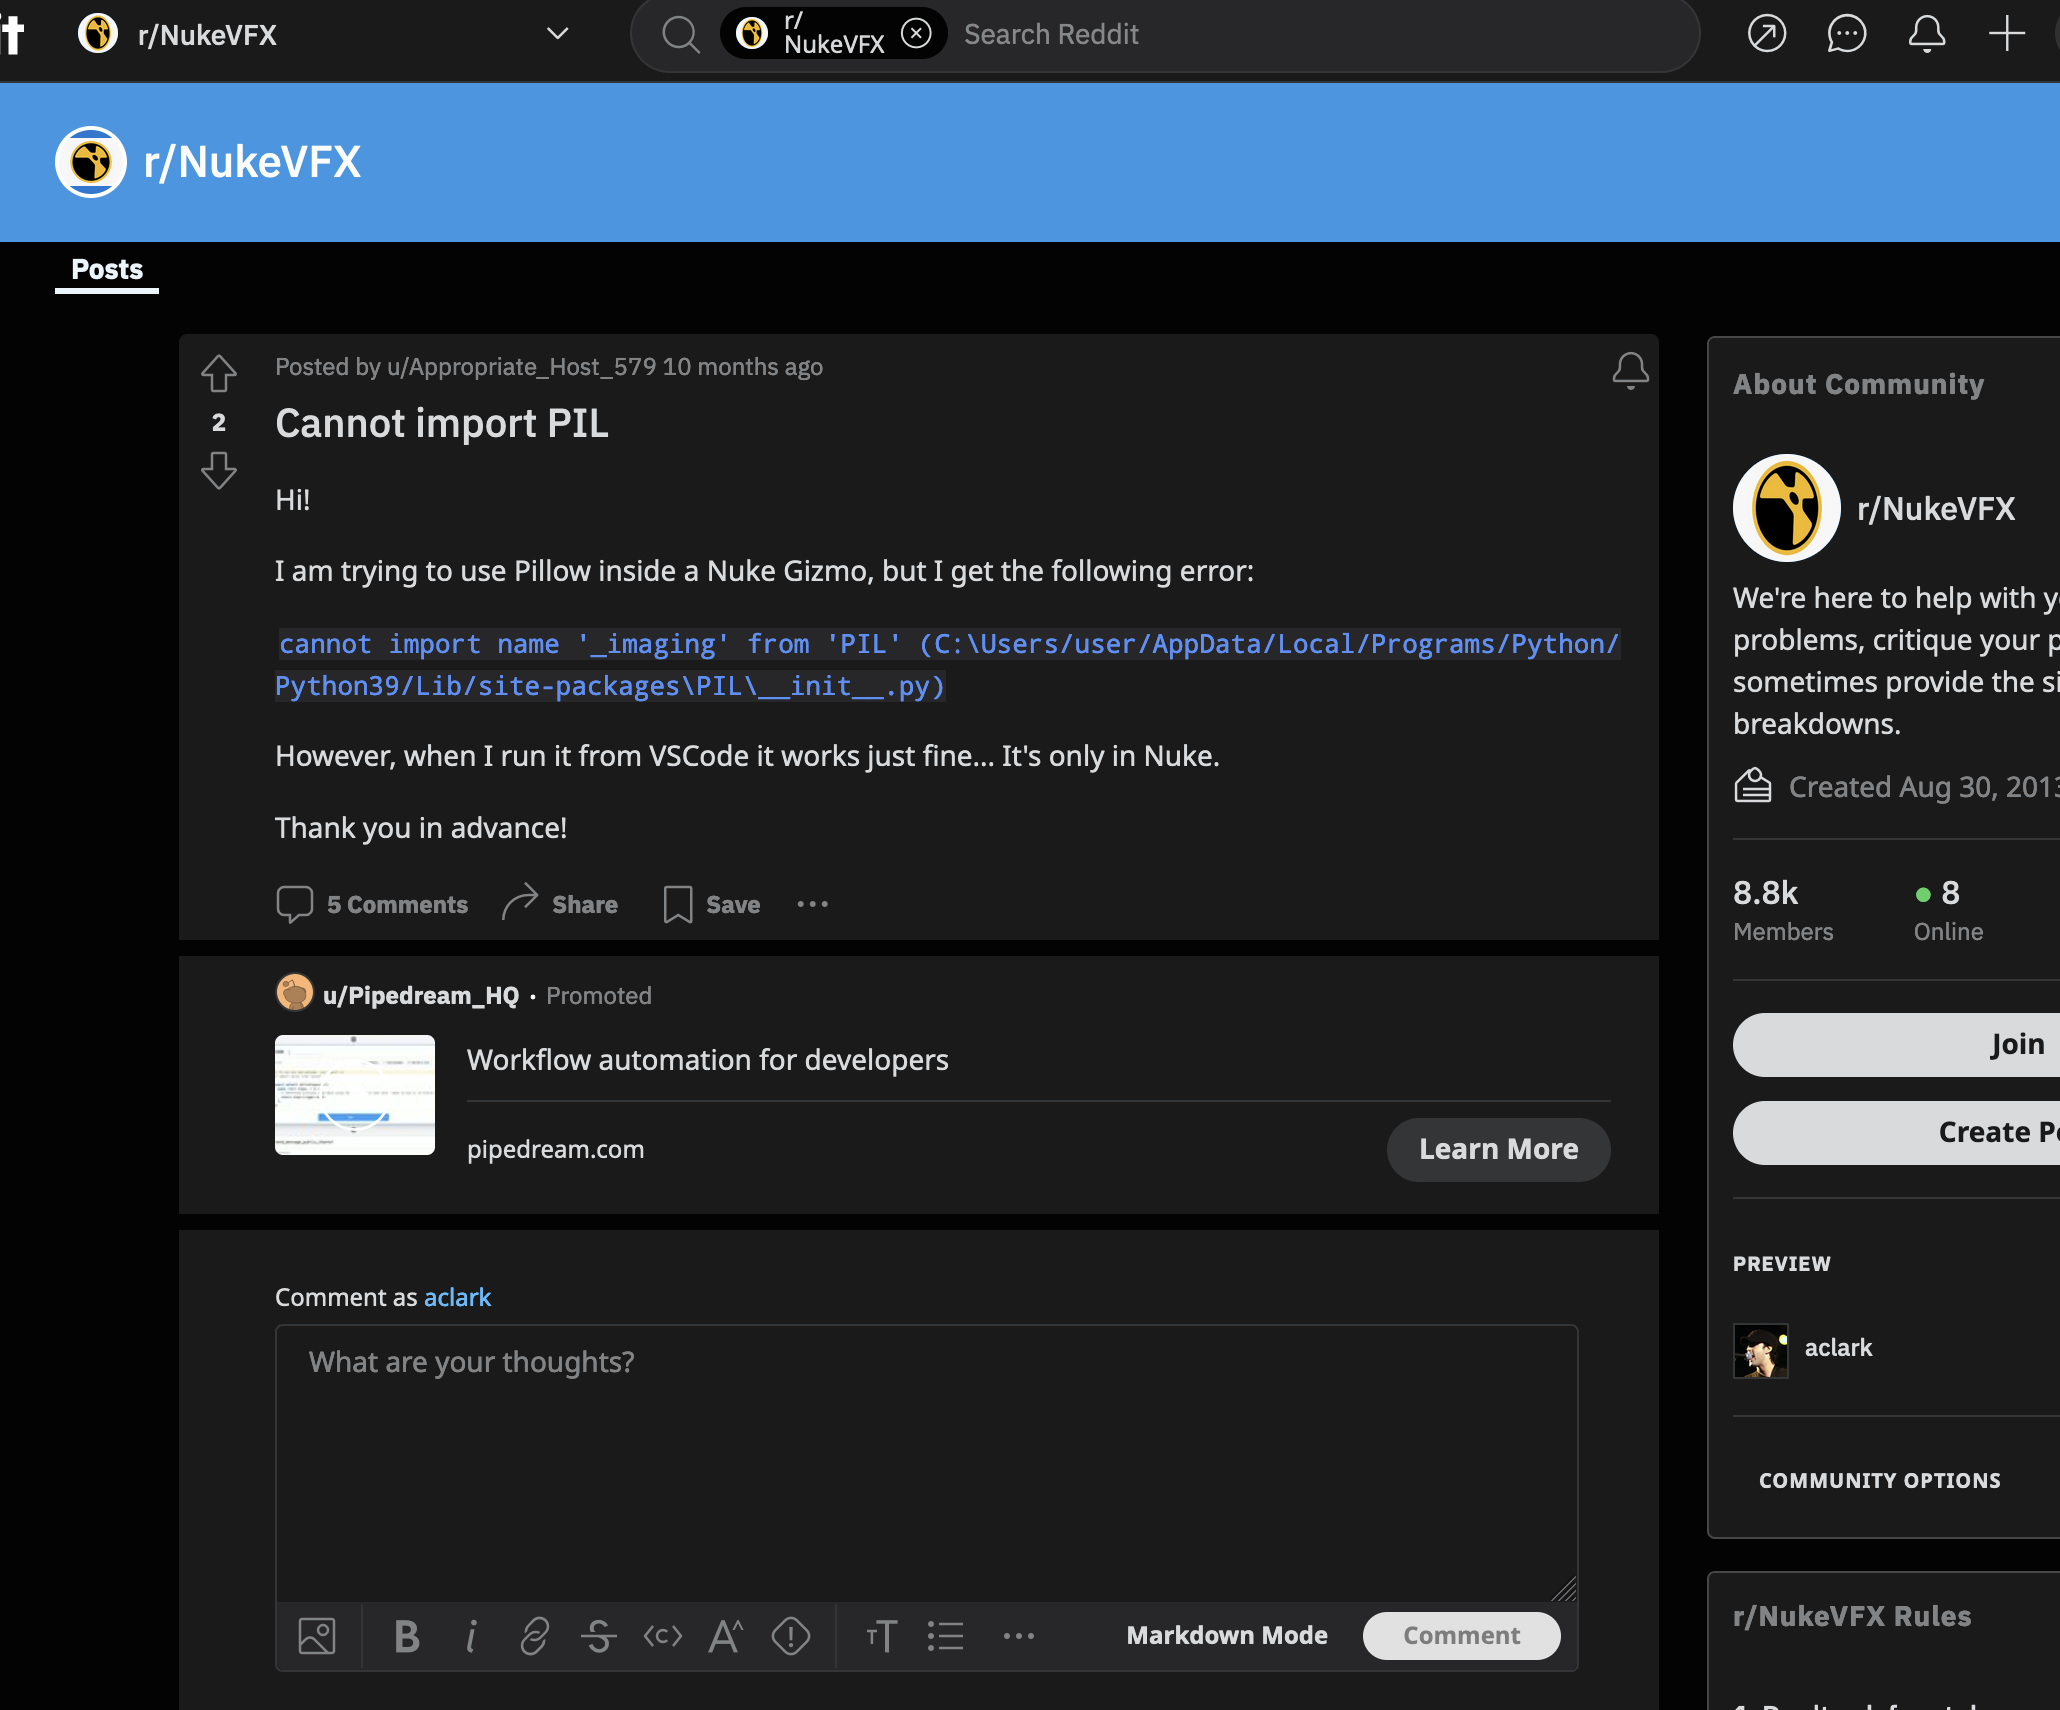 it
r/NukeVFX
r/
NukeVFX
Search Reddit
r/NukeVFX
Posts
Posted by u/Appropriate_Host_579 10 months ago
2
Cannot import PIL
Hi!
I am trying to use Pillow inside a Nuke Gizmo, but I get the following error:
cannot import name '_imaging' from 'PIL' (C:\Users/user/AppData/Local/Programs/Python/
Python39/Lib/site-packages\PIL\__init__.py)
However, when I run it from VSCode it works just fine... It's only in Nuke.
Thank you in advance!
5 Comments
Share
Save
u/Pipedream_HQ · Promoted
Workflow automation for developers
pipedream.com
Learn More
Comment as aclark
What are your thoughts?
Markdown Mode
Comment
About Community
r/NukeVFX
We're here to help with
problems, critique your
sometimes provide the
breakdowns.
Created Aug 30, 2013
8.8k
Members
8
Online
Join
Create
PREVIEW
aclark
COMMUNITY OPTIONS
r/NukeVFX Rules